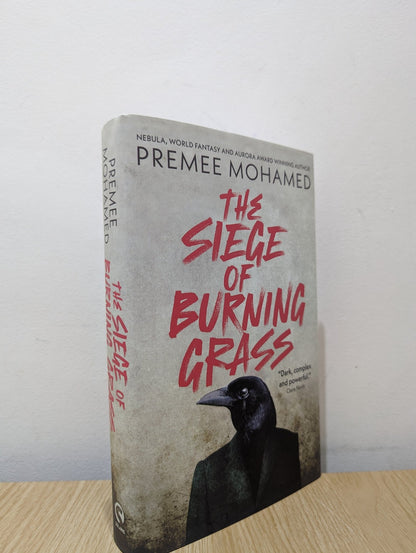 NEBULA, WORLD FANTASY AND AURORA AWARD WINNING AUTHOR
PREMEE MOHAMED
THE
SIEGE
OF
BURNING
GRASS
"Dark, complex
and powerful."
PREMEE
MOHAMED
THE SIEGE OF
BURNING GRASS